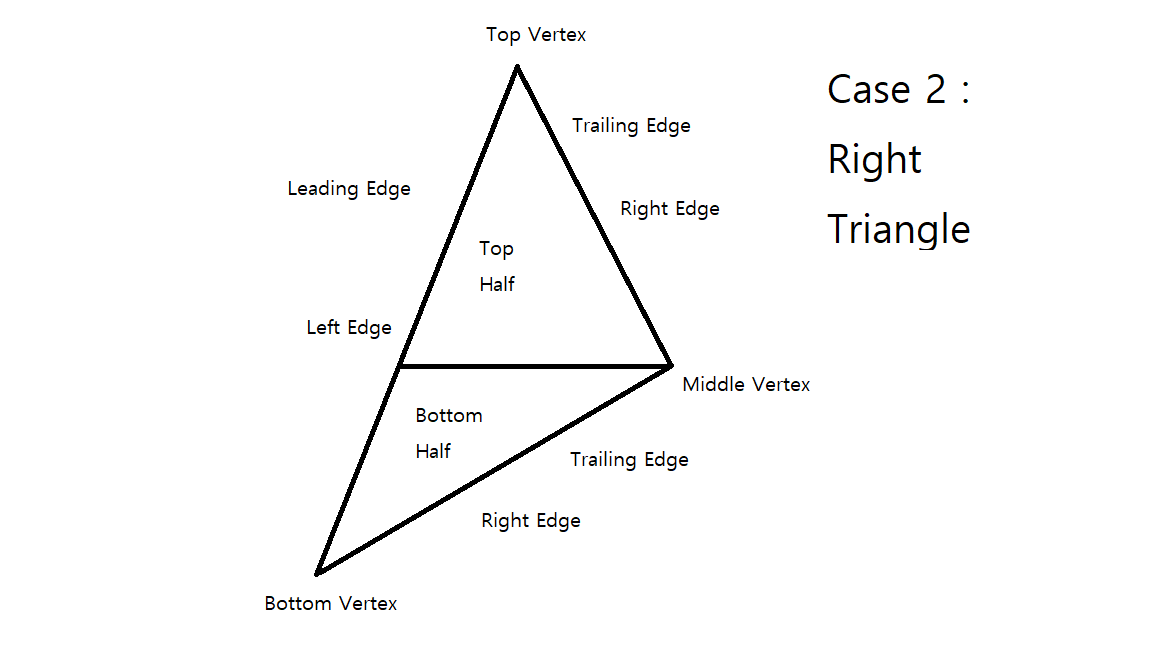 Top Vertex
Case 2 :
Right
Triangle
Trailing Edge
Leading Edge
Right Edge
Top
Half
Left Edge
Middle Vertex
Bottom
Half
Trailing Edge
Right Edge
Bottom Vertex